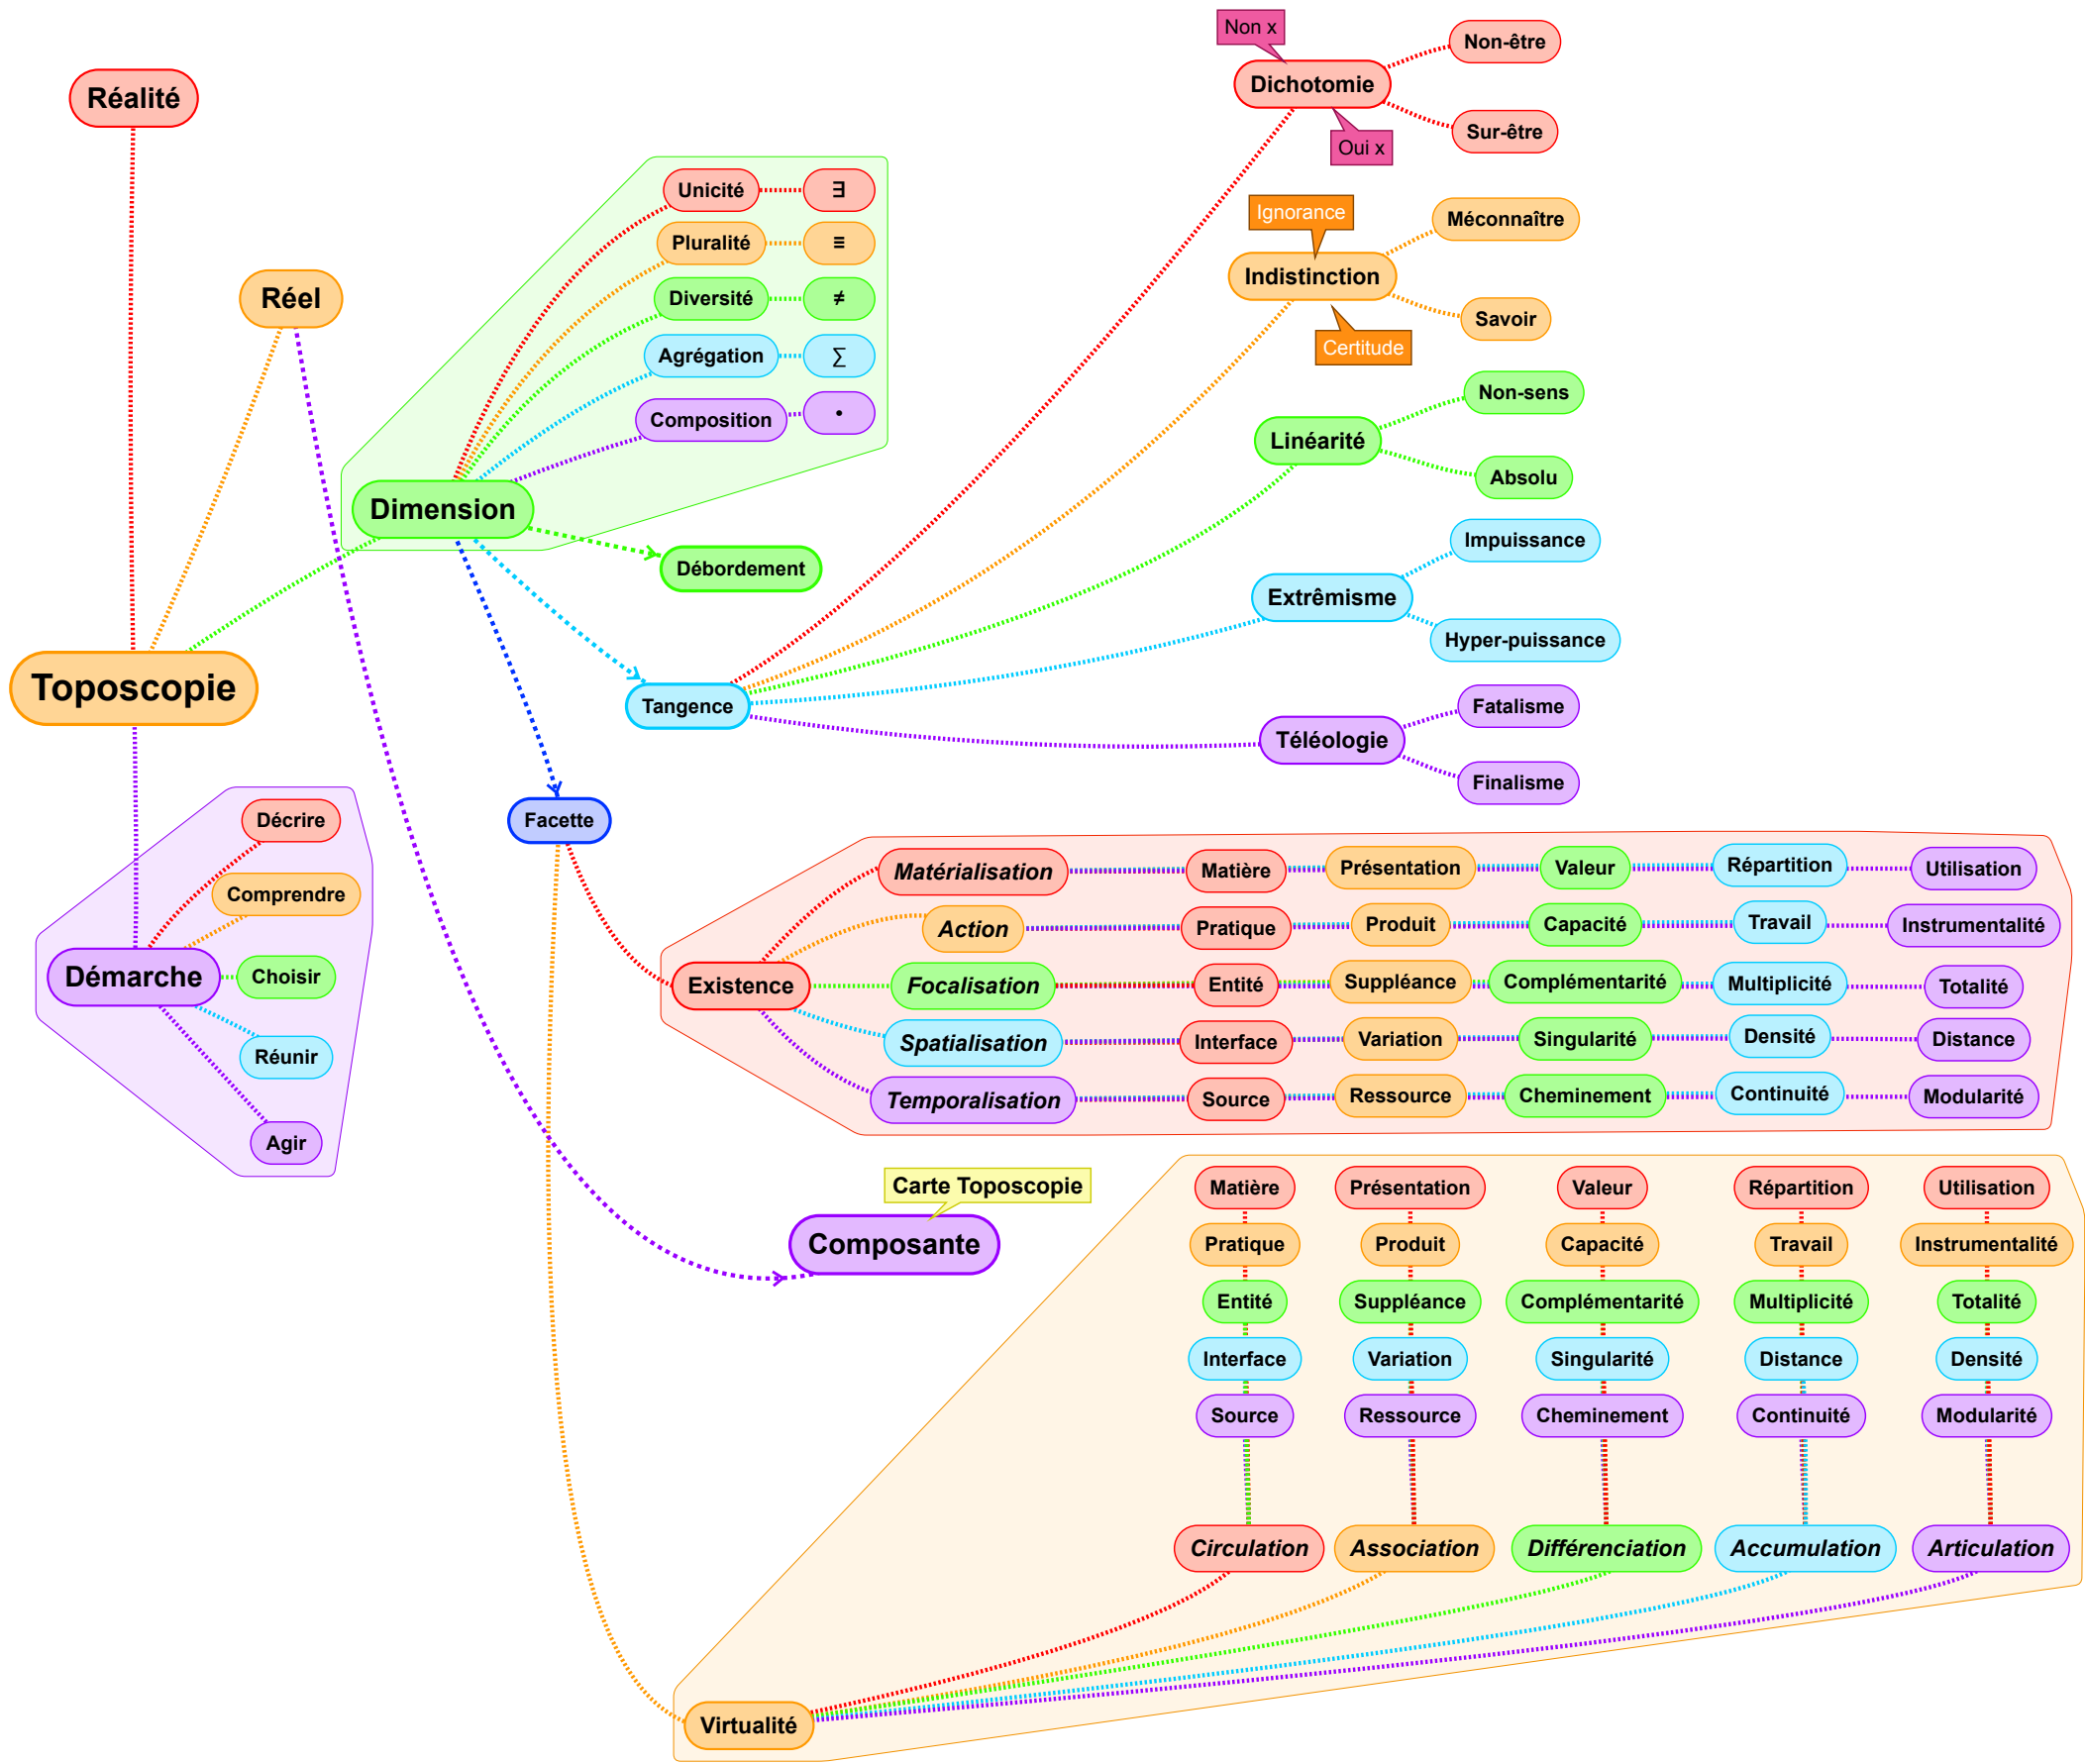 Non x
Non-être
Dichotomie
Réalité
Sur-être
Oui x
Unicité
∃
Ignorance
Méconnaître
Pluralité
≡
Indistinction
Réel
Diversité
≠
Savoir
Certitude
Agrégation
∑
Non-sens
Composition
•
Linéarité
Absolu
Dimension
Impuissance
Débordement
Extrêmisme
Hyper-puissance
Toposcopie
Tangence
Fatalisme
Téléologie
Finalisme
Décrire
Facette
Comprendre
Démarche
Choisir
Réunir
Agir
Existence
Matérialisation
Matière
Présentation
Valeur
Répartition
Utilisation
Action
Pratique
Produit
Capacité
Travail
Instrumentalité
Focalisation
Entité
Suppléance
Complémentarité
Multiplicité
Totalité
Spatialisation
Interface
Variation
Singularité
Densité
Distance
Temporalisation
Source
Ressource
Cheminement
Continuité
Modularité
Carte Toposcopie
Composante
Matière
Présentation
Valeur
Répartition
Utilisation
Pratique
Produit
Capacité
Travail
Instrumentalité
Entité
Suppléance
Complémentarité
Multiplicité
Totalité
Interface
Variation
Singularité
Distance
Densité
Source
Ressource
Cheminement
Continuité
Modularité
Circulation
Association
Différenciation
Accumulation
Articulation
Virtualité